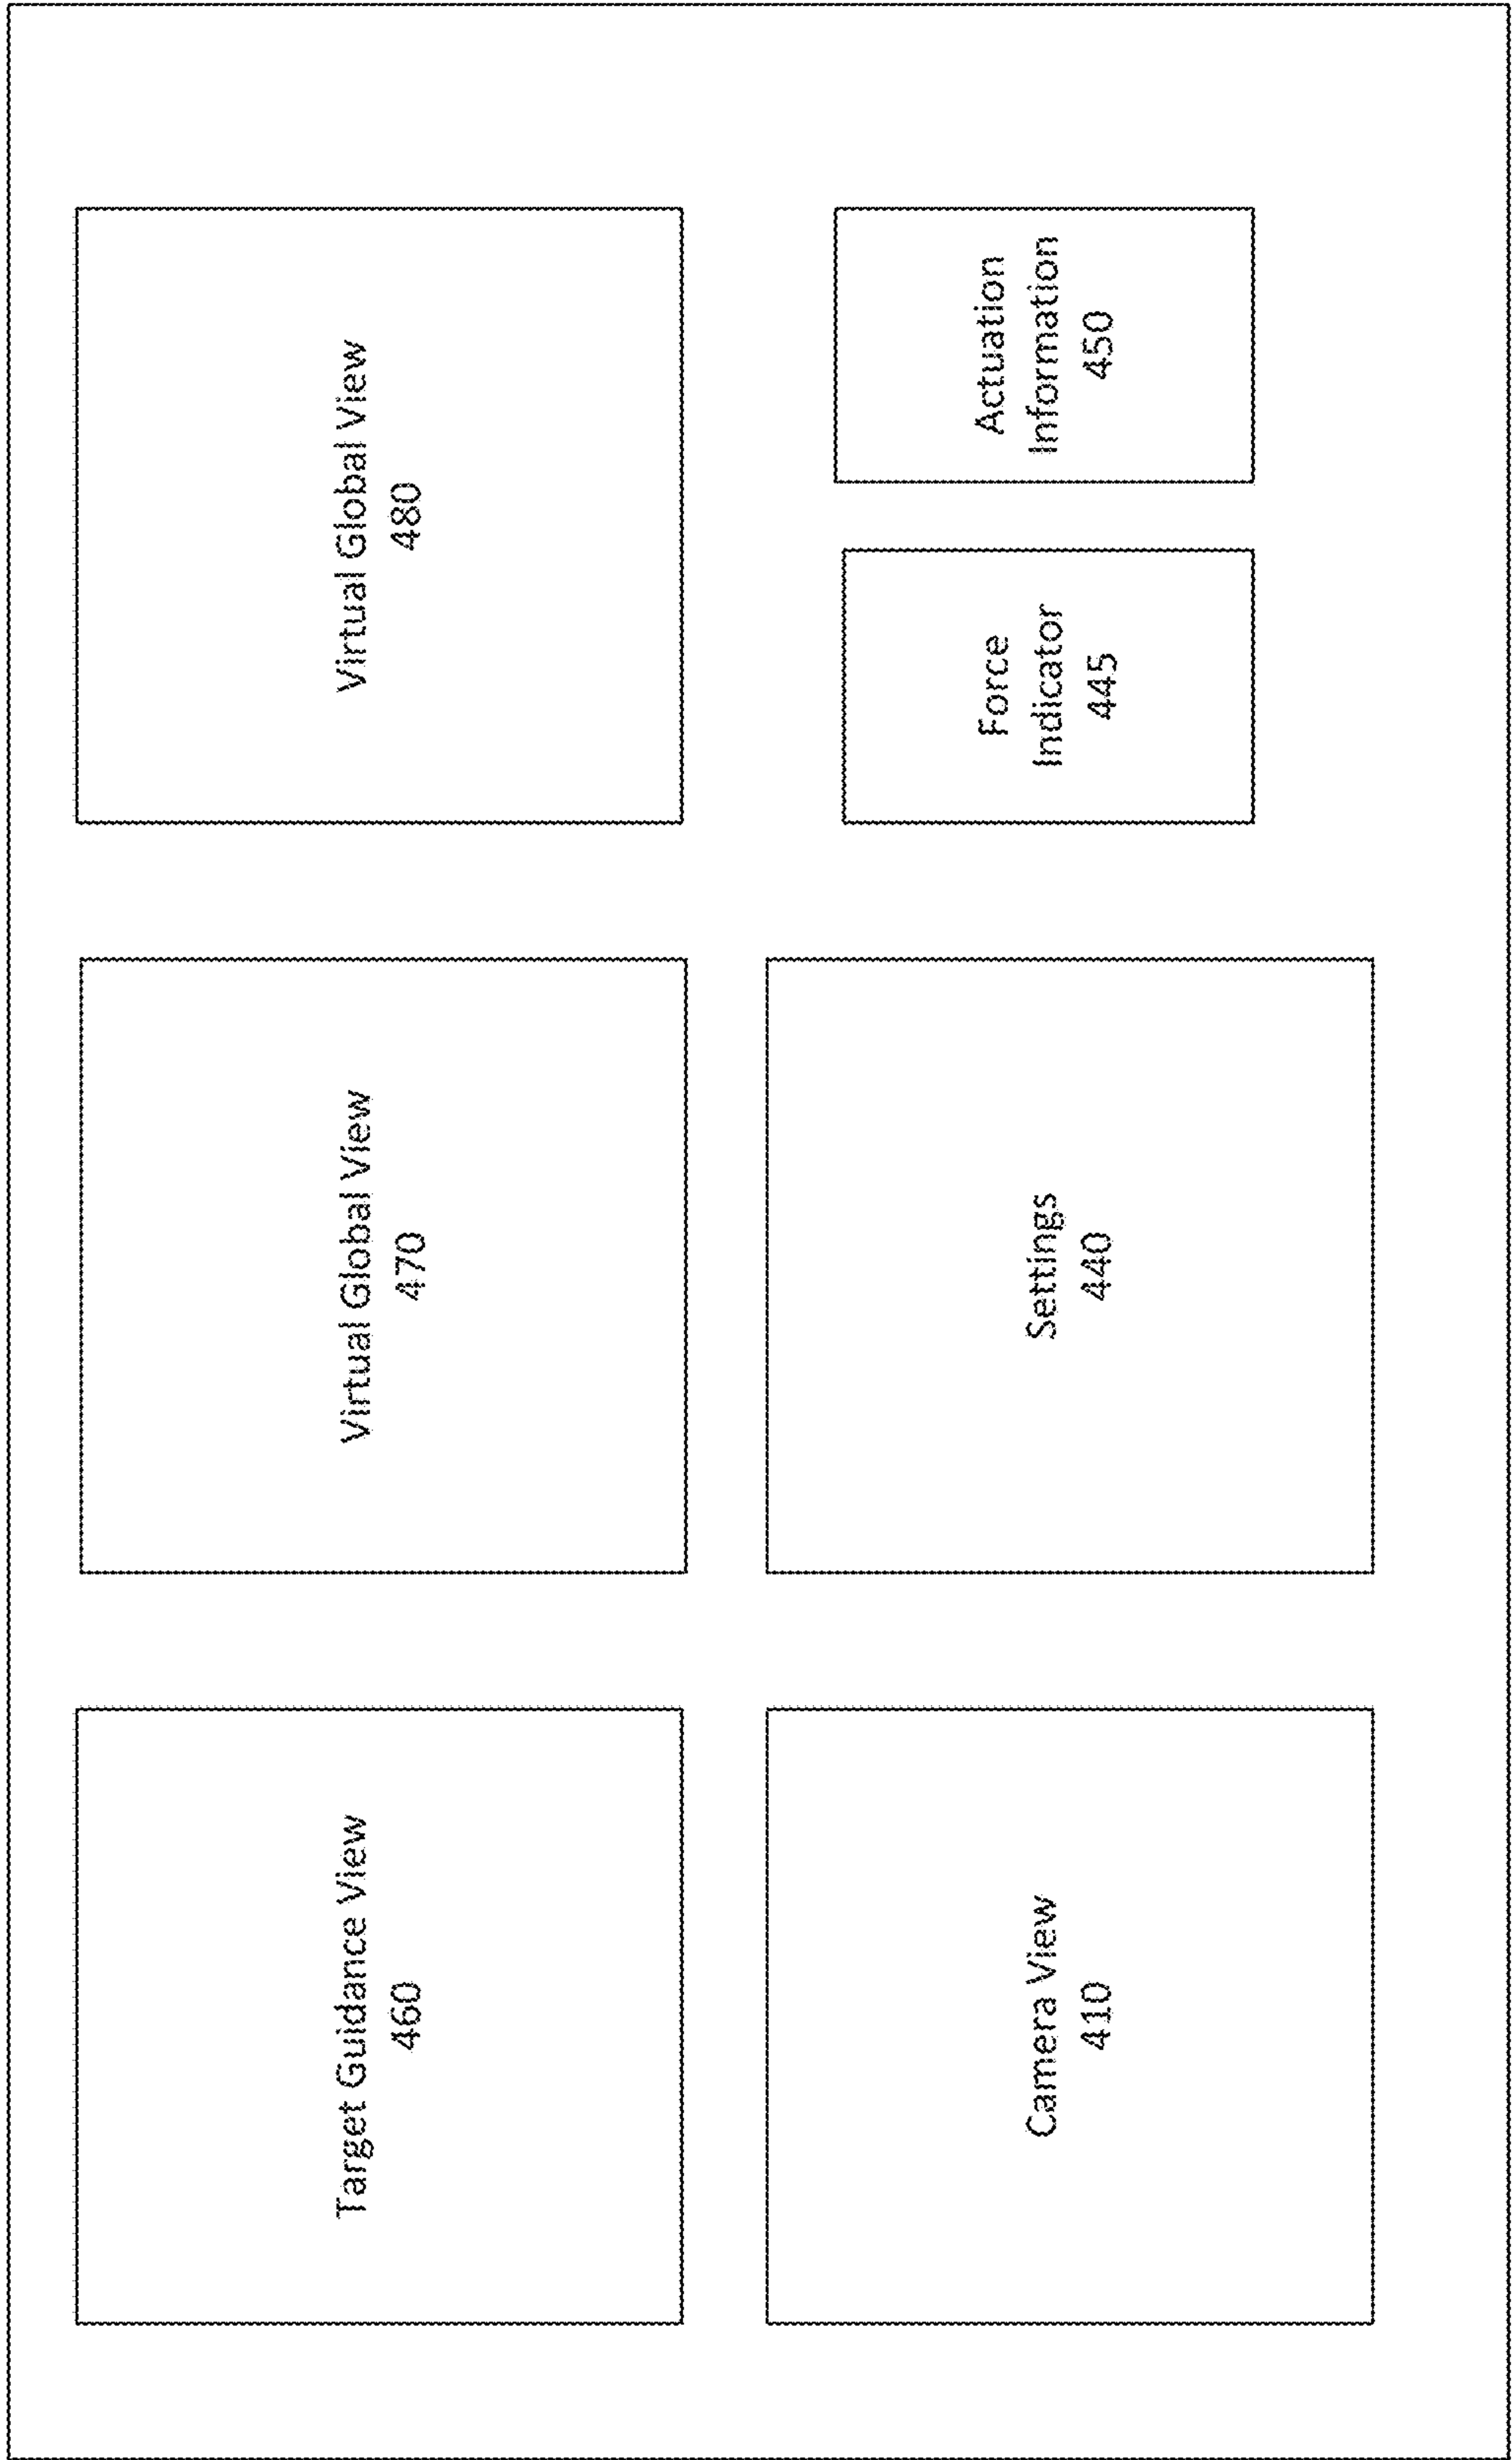 Target Guidance View
460
Virtual Global View
470
Virtual Global View
480
Camera View
410
Settings
440
Force
Indicator
445
Actuation
Information
450